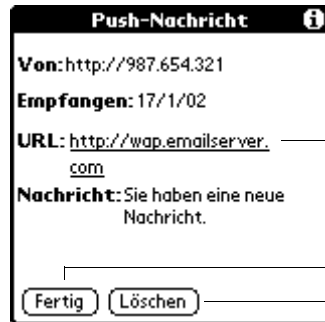 Push-Nachricht
Von: http://987.654.321
Empfangen: 17/1/02
URL: http://wap.emailserver.
com
Nachricht: Sie haben eine neue
Nachricht.
Fertig Löschen